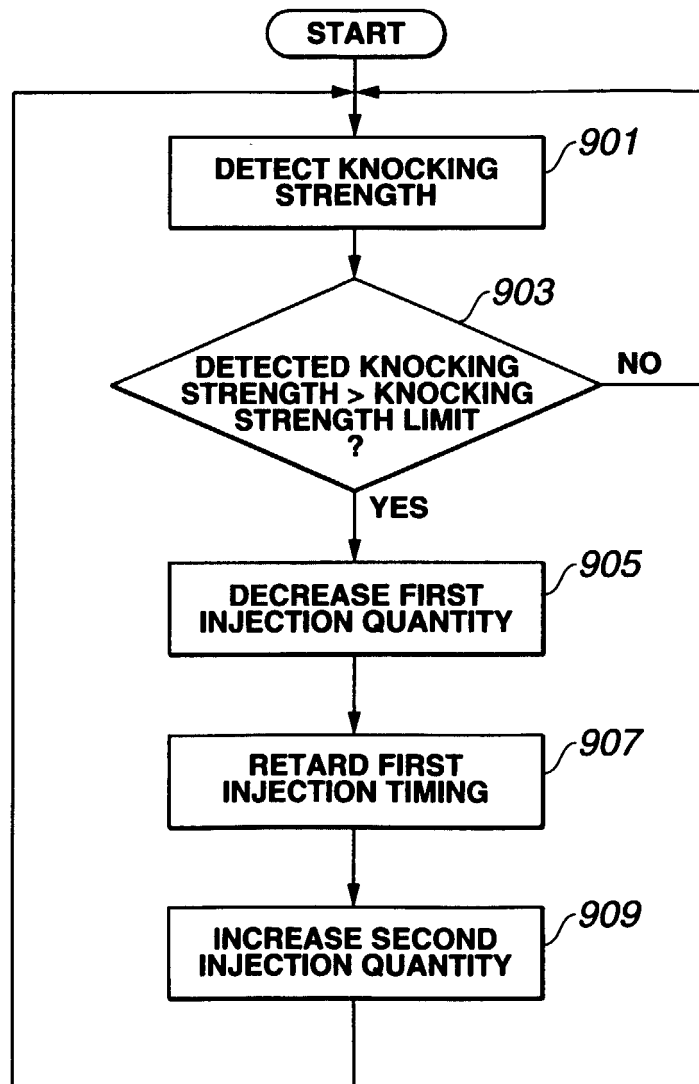 START
901
DETECT KNOCKING
STRENGTH
903
DETECTED KNOCKING
STRENGTH > KNOCKING
STRENGTH LIMIT
?
NO
YES
905
DECREASE FIRST
INJECTION QUANTITY
907
RETARD FIRST
INJECTION TIMING
909
INCREASE SECOND
INJECTION QUANTITY